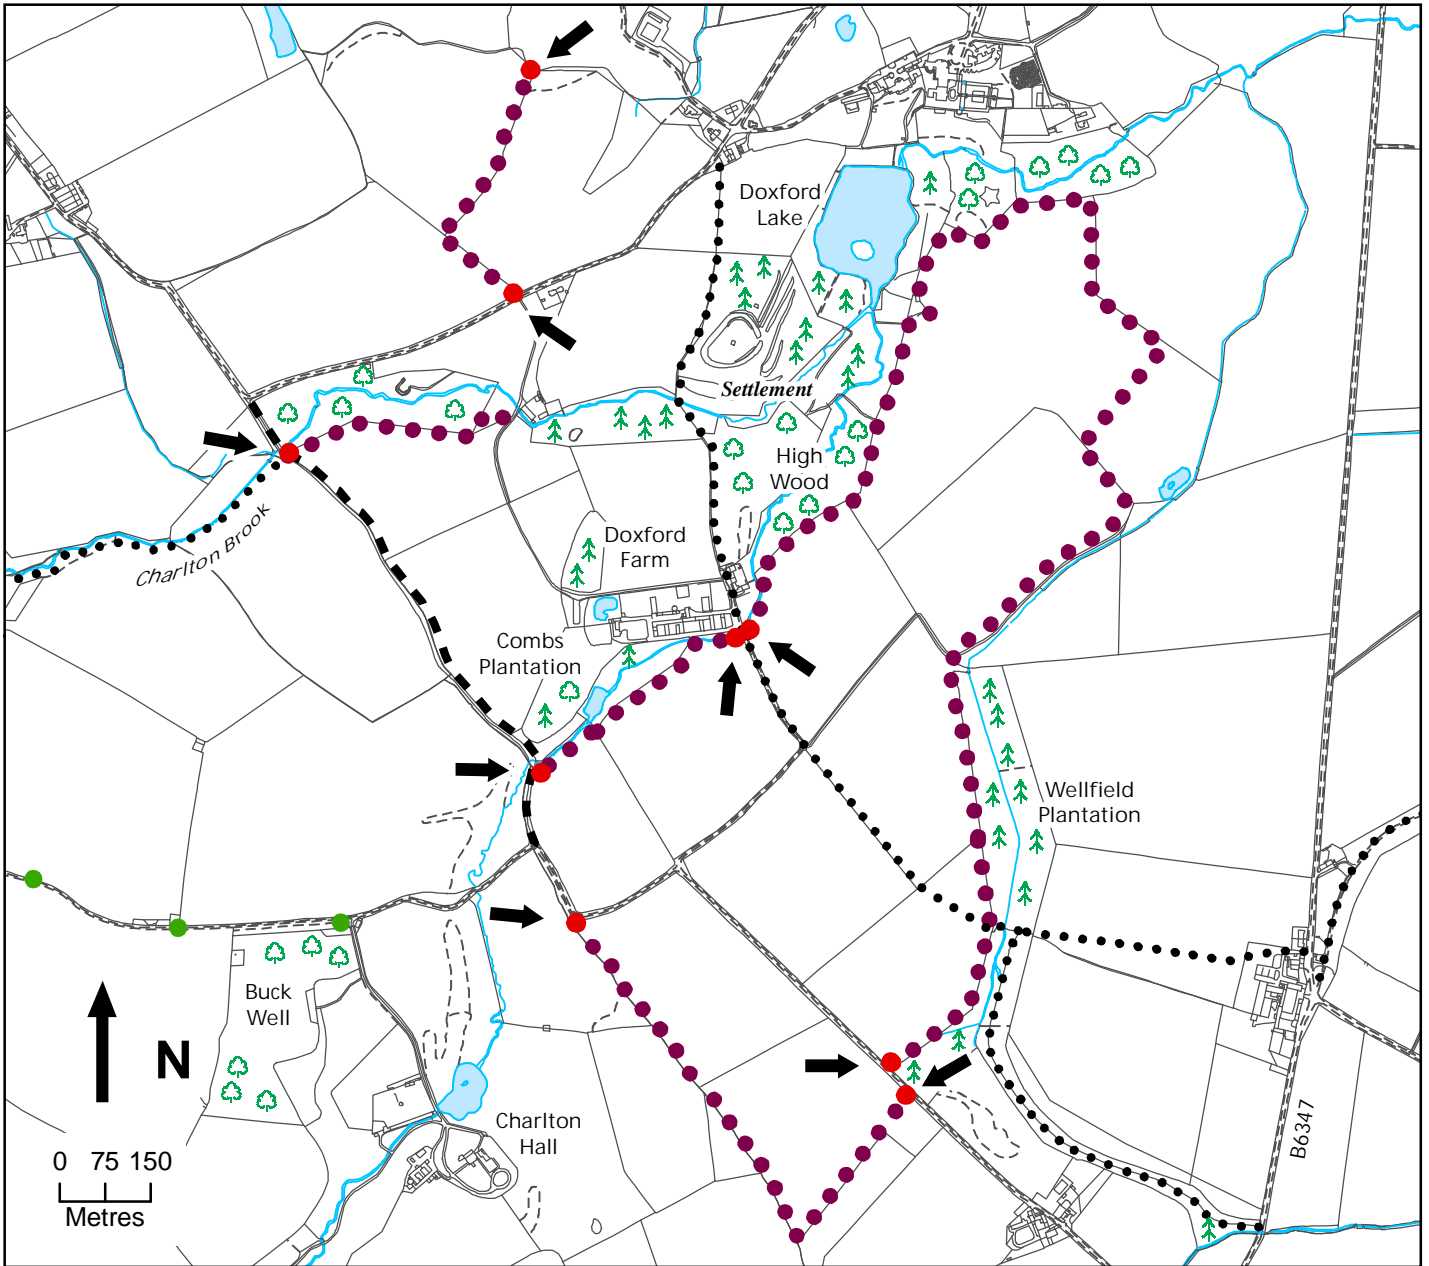 Doxford
Lake
Settlement
High
Wood
Charlton Brook
Doxford
Farm
Combs
Plantation
Wellfield
Plantation
Buck
Well
N
Charlton
Hall
B6347
0 75 150
Metres